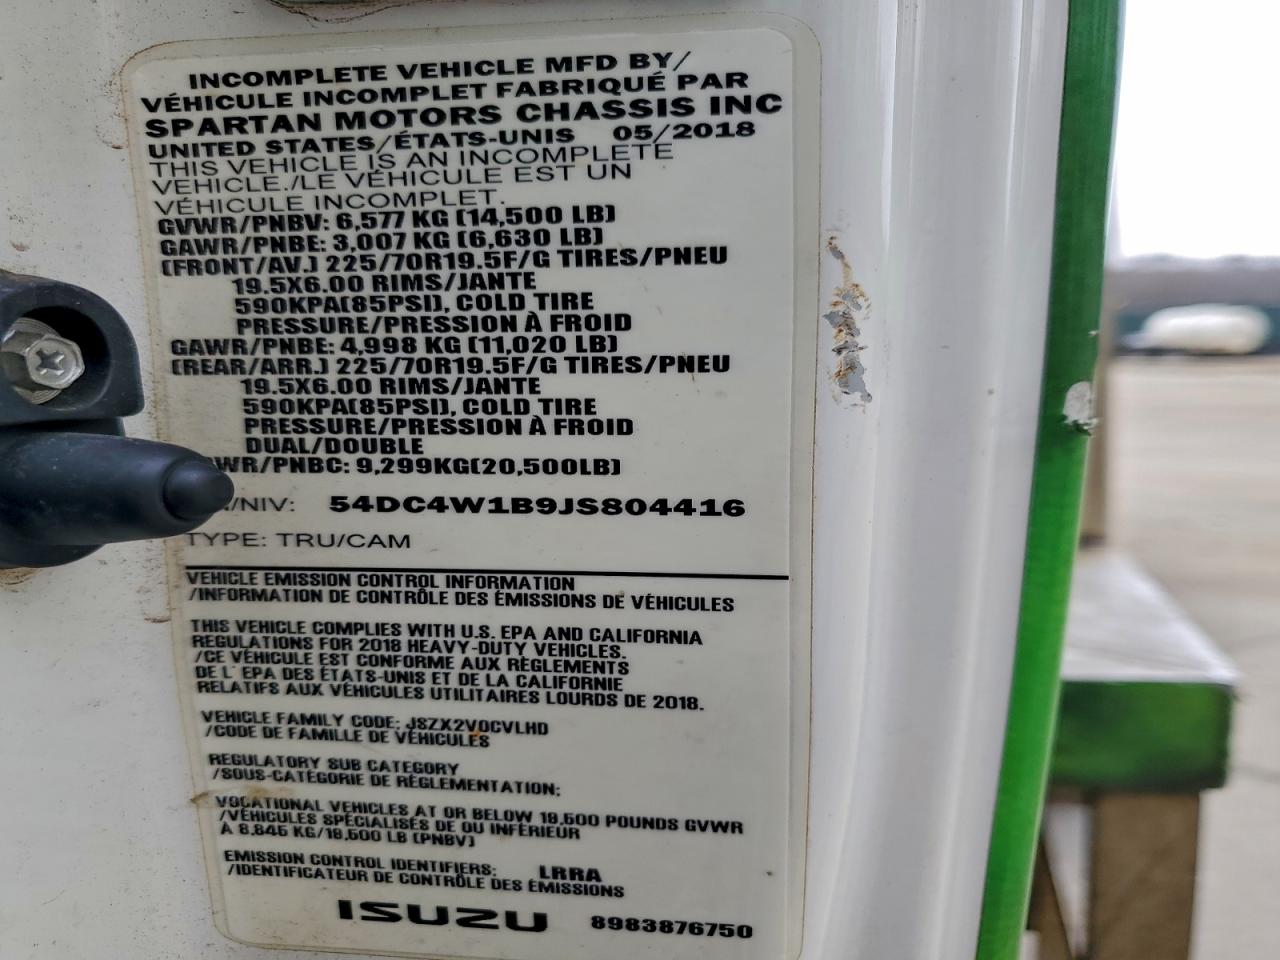 INCOMPLETE VEHICLE MFD BY/
VÉHICULE INCOMPLET FABRIQUÉ PAR
SPARTAN MOTORS CHASSIS INC
UNITED STATES/ÉTATS-UNIS 05/2018
THIS VEHICLE IS AN INCOMPLETE
VEHICLE./LE VÉHICULE EST UN
VÉHICULE INCOMPLET.
GVWR/PNBV: 6,577 KG (14,500 LB)
GAWR/PNBE: 3,007 KG (6,630 LB)
(FRONT/AV.) 225/70R19.5F/G TIRES/PNEU
19.5X6.00 RIMS/JANTE
590KPA(85PSI), COLD TIRE
PRESSURE/PRESSION À FROID
GAWR/PNBE: 4,998 KG (11,020 LB)
(REAR/ARR.) 225/70R19.5F/G TIRES/PNEU
19.5X6.00 RIMS/JANTE
590KPA(85PSI), COLD TIRE
PRESSURE/PRESSION À FROID
DUAL/DOUBLE
WR/PNBC: 9,299KG(20,500LB)
/NIV: 54DC4W1B9JS804416
TYPE: TRU/CAM
VEHICLE EMISSION CONTROL INFORMATION
/INFORMATION DE CONTRÔLE DES ÉMISSIONS DE VÉHICULES
THIS VEHICLE COMPLIES WITH U.S. EPA AND CALIFORNIA
REGULATIONS FOR 2018 HEAVY-DUTY VEHICLES.
/CE VÉHICULE EST CONFORME AUX RÈGLEMENTS
DE L' EPA DES ÉTATS-UNIS ET DE LA CALIFORNIE
RELATIFS AUX VÉHICULES UTILITAIRES LOURDS DE 2018.
VEHICLE FAMILY CODE: JSZX2V0CVLHD
/CODE DE FAMILLE DE VÉHICULES
REGULATORY SUB CATEGORY
/SOUS-CATÉGORIE DE RÉGLEMENTATION:
VOCATIONAL VEHICLES AT OR BELOW 19,500 POUNDS GVWR
/VÉHICULES SPÉCIALISÉS DE OU INFÉRIEUR
À 8,845 KG/19,500 LB (PNBV)
EMISSION CONTROL IDENTIFIERS: LRRA
/IDENTIFICATEUR DE CONTRÔLE DES ÉMISSIONS
ISUZU 8983876750